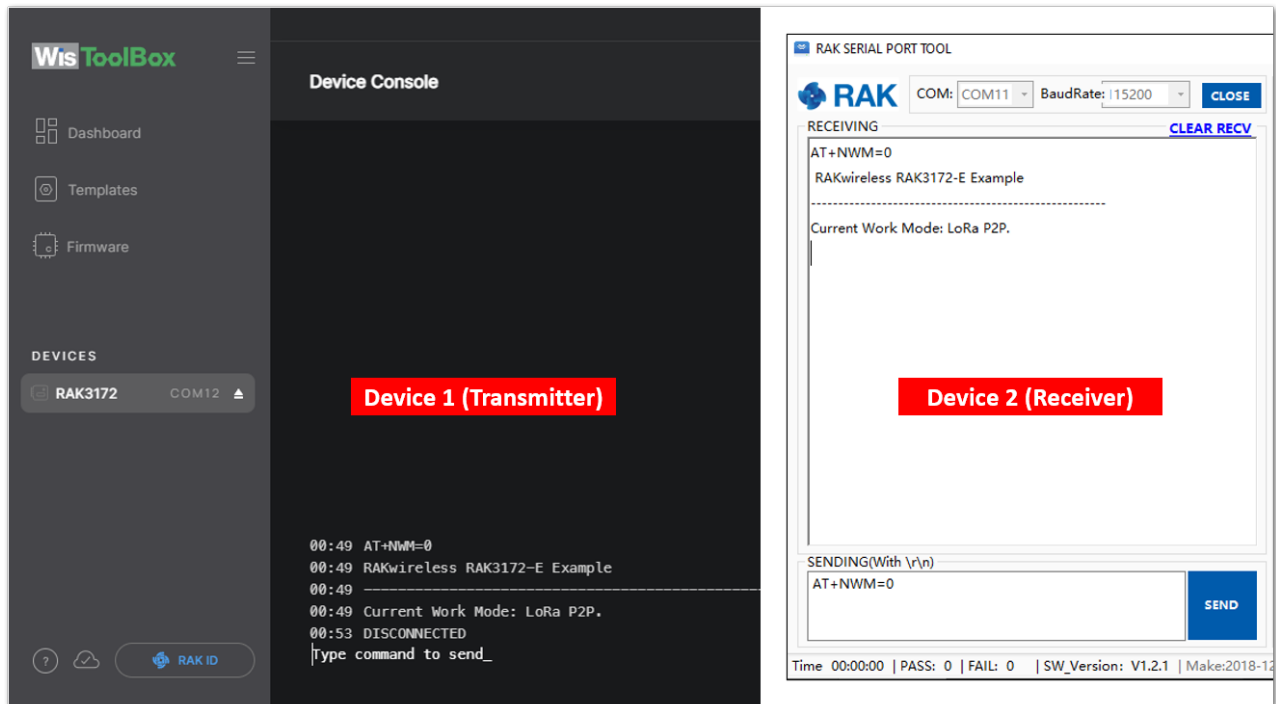 WisToolBox
Dashboard
Templates
Firmware
DEVICES
RAK3172 COM12
?
RAK ID
Device Console
Device 1 (Transmitter)
00:49 AT+NWM=0
00:49 RAKwireless RAK3172-E Example
00:49 ------------------------------------------------------
00:49 Current Work Mode: LoRa P2P.
00:53 DISCONNECTED
Type command to send_
RAK SERIAL PORT TOOL
RAK COM: COM11 BaudRate: 115200 CLOSE
RECEIVING CLEAR RECV
AT+NWM=0
RAKwireless RAK3172-E Example
------------------------------------------------------
Current Work Mode: LoRa P2P.
Device 2 (Receiver)
SENDING(With \r\n)
AT+NWM=0
SEND
Time 00:00:00 | PASS: 0 | FAIL: 0 | SW_Version: V1.2.1 | Make:2018-12